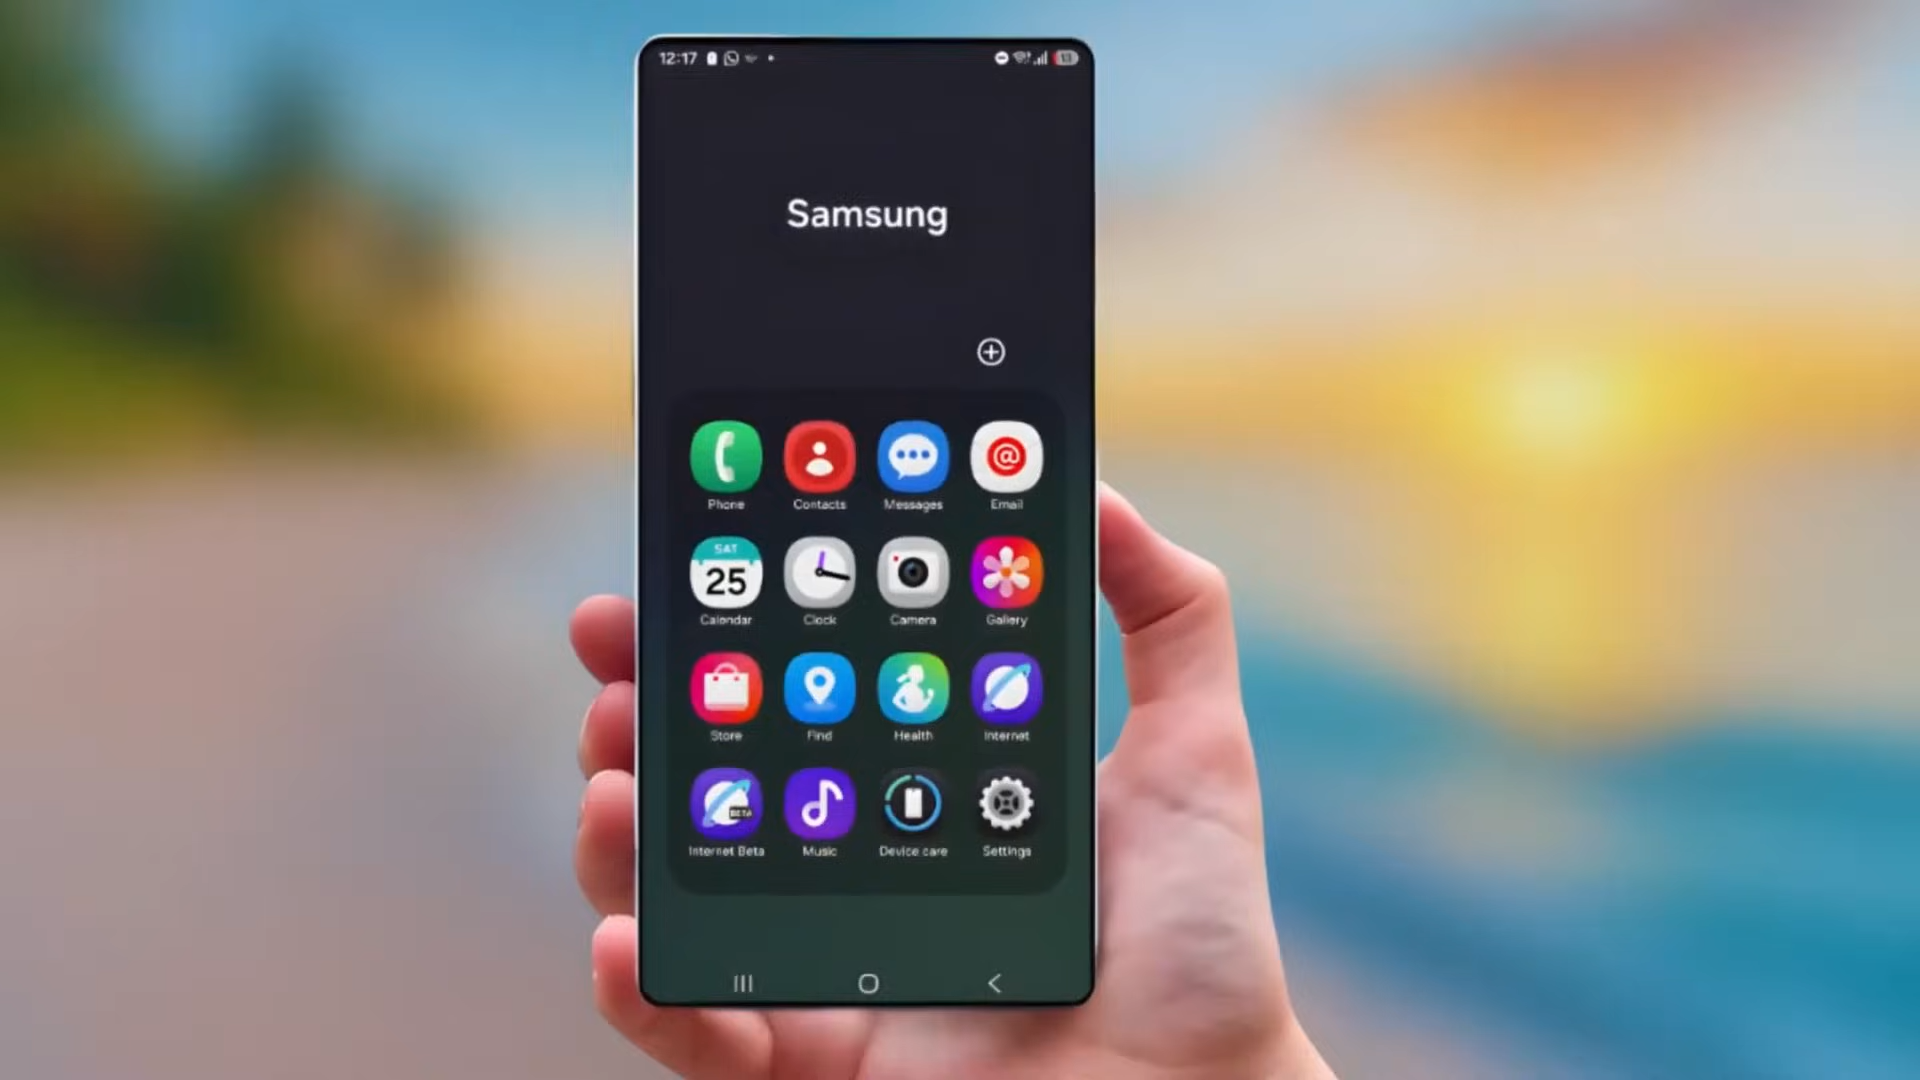 12:17
13
Samsung
@
Phone Contacts Messages Email
SAT
25
Calendar Clock Camera Gallery
Store Find Health Internet
BETA
Internet Beta Music Device care Settings